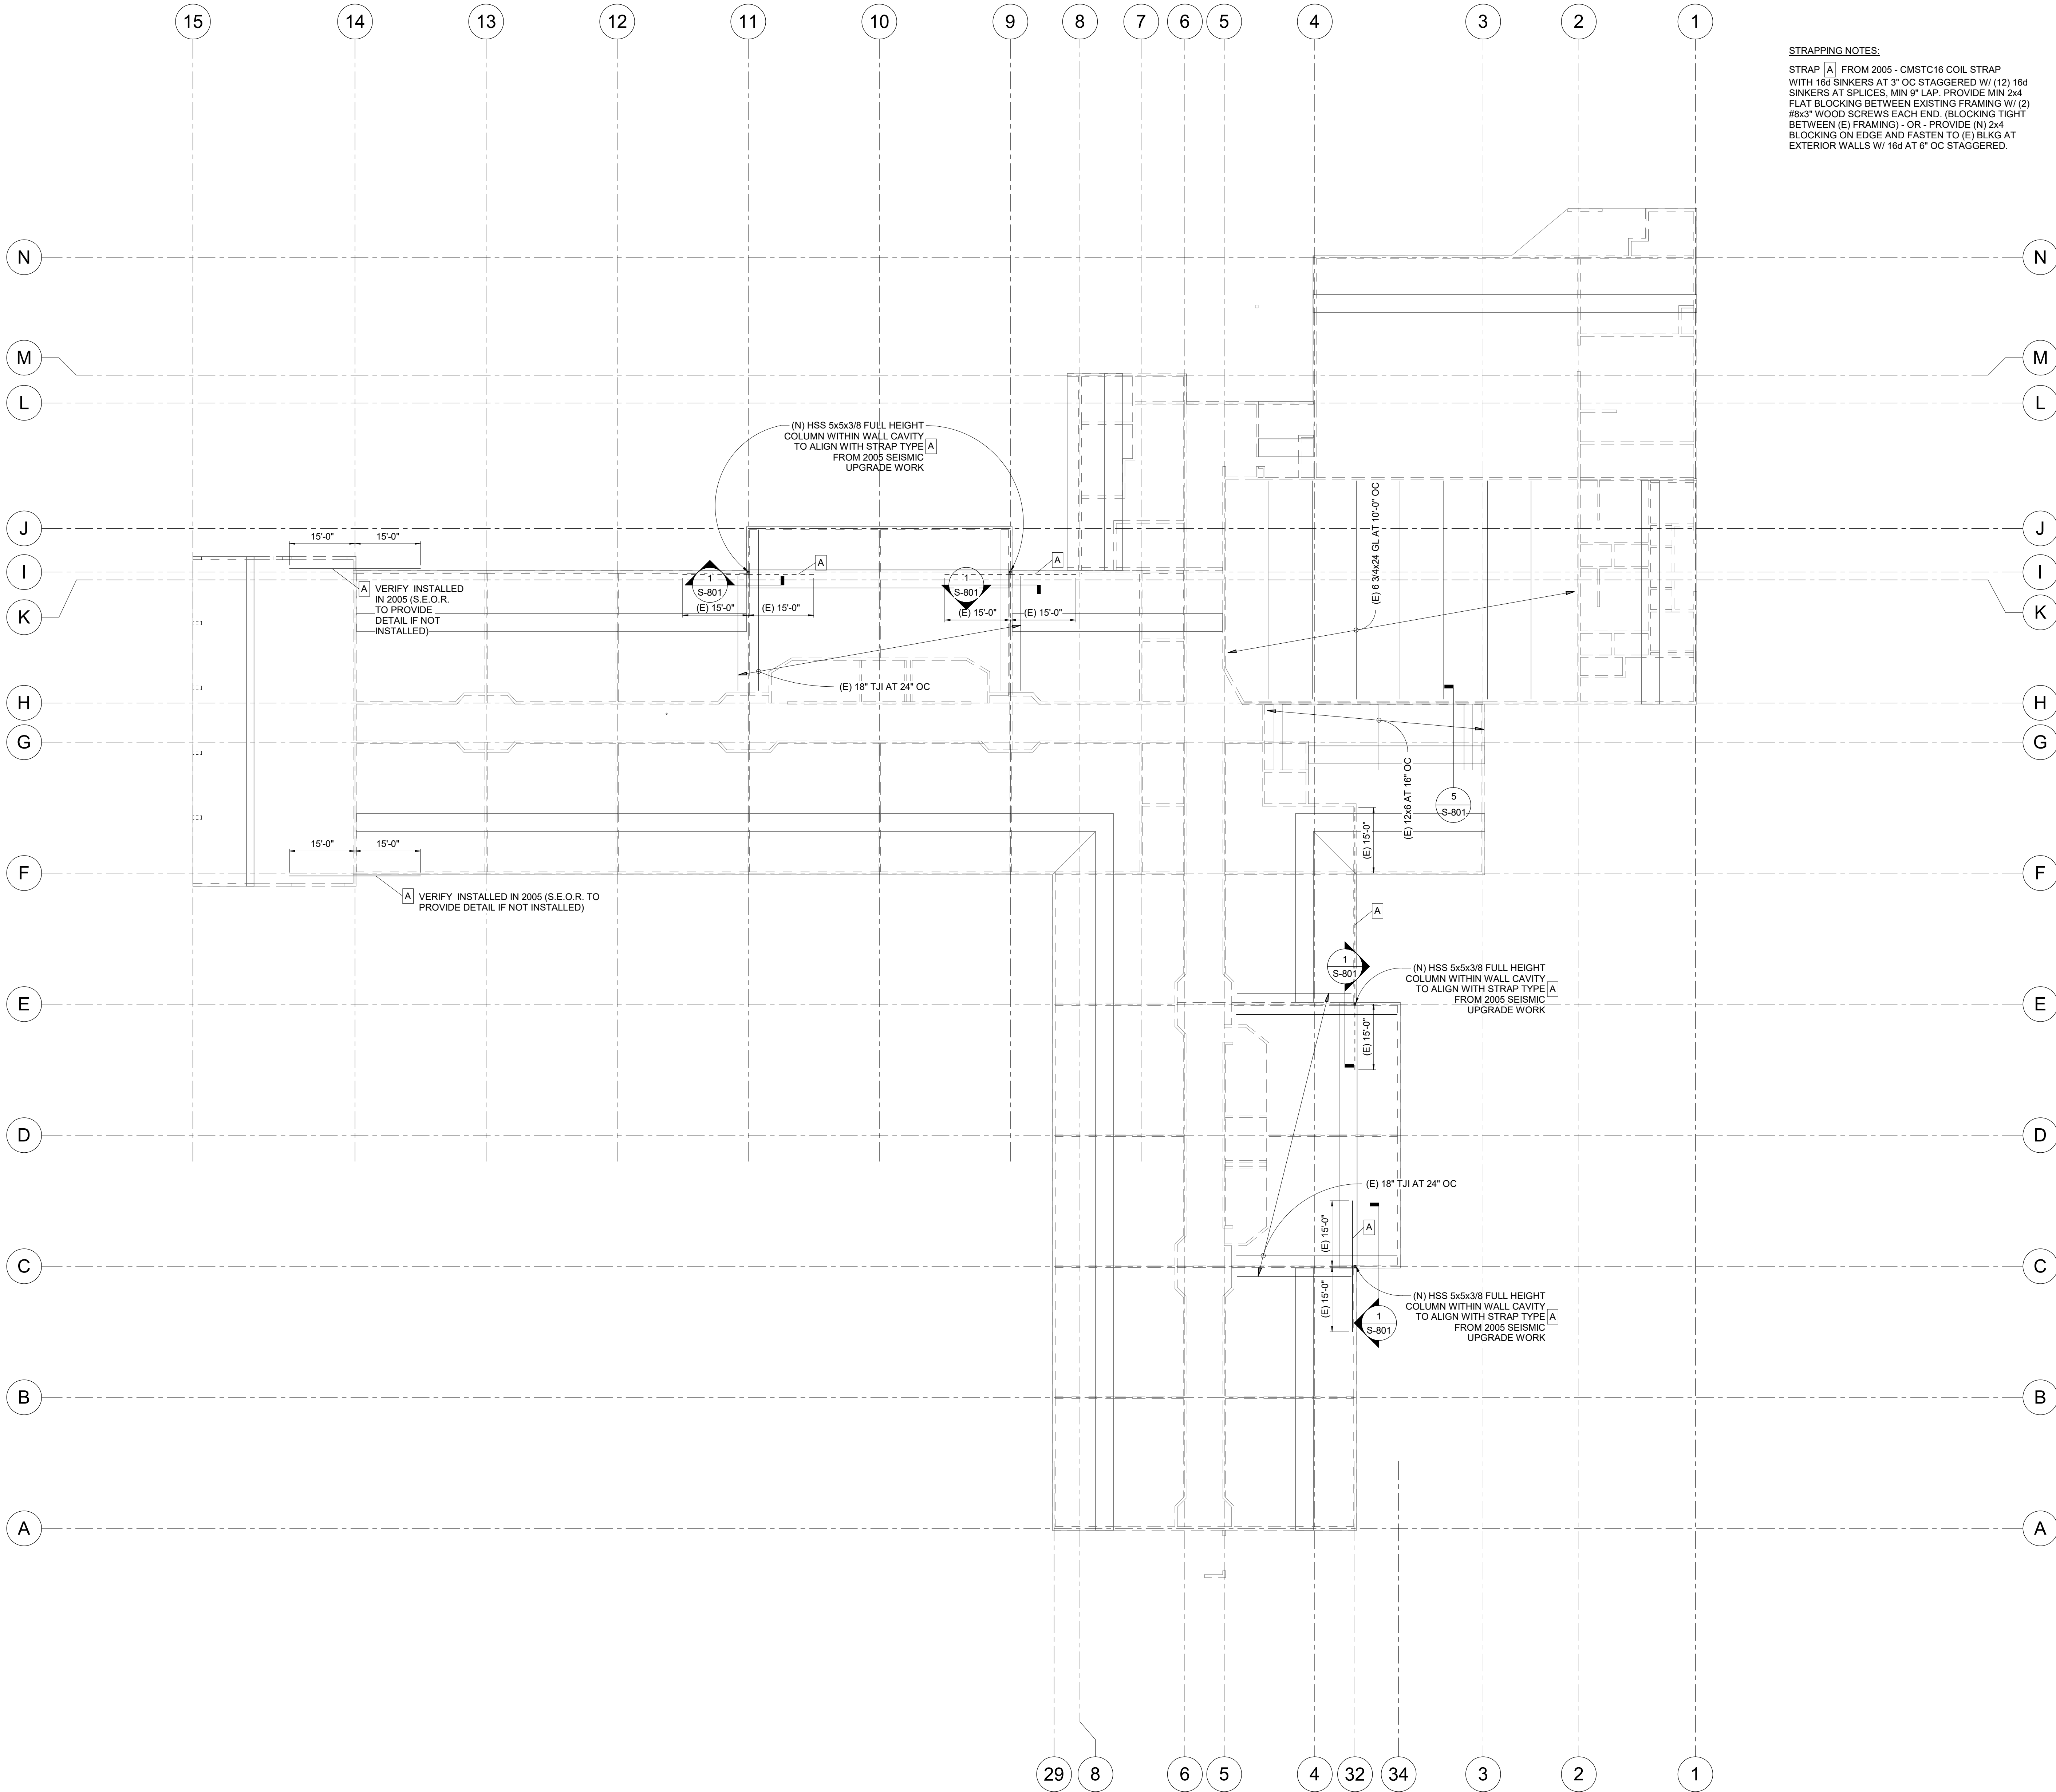 15
14
13
12
11
10
9
8
7
6
5
4
3
2
1
STRAPPING NOTES:
STRAP A FROM 2005 - CMSTC16 COIL STRAP
WITH 16d SINKERS AT 3" OC STAGGERED W/ (12) 16d
SINKERS AT SPLICES, MIN 9" LAP. PROVIDE MIN 2x4
FLAT BLOCKING BETWEEN EXISTING FRAMING W/ (2)
#8x3" WOOD SCREWS EACH END. (BLOCKING TIGHT
BETWEEN (E) FRAMING) - OR - PROVIDE (N) 2x4
BLOCKING ON EDGE AND FASTEN TO (E) BLKG AT
EXTERIOR WALLS W/ 16d AT 6" OC STAGGERED.
N
N
M
M
L
L
(N) HSS 5x5x3/8 FULL HEIGHT
COLUMN WITHIN WALL CAVITY
TO ALIGN WITH STRAP TYPE A
FROM 2005 SEISMIC
UPGRADE WORK
(E) 6 3/4x24 GL AT 10'-0" OC
J
J
15'-0"
15'-0"
I
I
A
A
1
S-801
1
S-801
A VERIFY INSTALLED
IN 2005 (S.E.O.R.
TO PROVIDE
DETAIL IF NOT
INSTALLED)
(E) 15'-0"
(E) 15'-0"
(E) 15'-0"
(E) 15'-0"
K
K
(E) 18" TJI AT 24" OC
H
H
G
G
(E) 12x6 AT 16" OC
5
S-801
(E) 15'-0"
15'-0"
15'-0"
F
F
A VERIFY INSTALLED IN 2005 (S.E.O.R. TO
PROVIDE DETAIL IF NOT INSTALLED)
A
1
S-801
(N) HSS 5x5x3/8 FULL HEIGHT
COLUMN WITHIN WALL CAVITY
TO ALIGN WITH STRAP TYPE A
FROM 2005 SEISMIC
UPGRADE WORK
E
E
(E) 15'-0"
D
D
(E) 18" TJI AT 24" OC
(E) 15'-0"
A
C
C
(E) 15'-0"
(N) HSS 5x5x3/8 FULL HEIGHT
COLUMN WITHIN WALL CAVITY
TO ALIGN WITH STRAP TYPE A
FROM 2005 SEISMIC
UPGRADE WORK
1
S-801
B
B
A
A
29
8
6
5
4
32
34
3
2
1